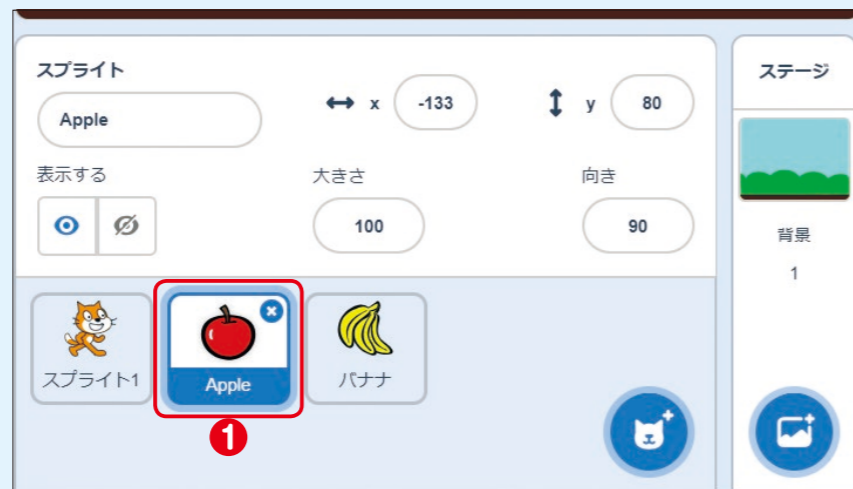 スプライト
Apple
x -133
y 80
ステージ
表示する
大きさ
100
向き
90
背景
1
スプライト1
Apple
バナナ
1